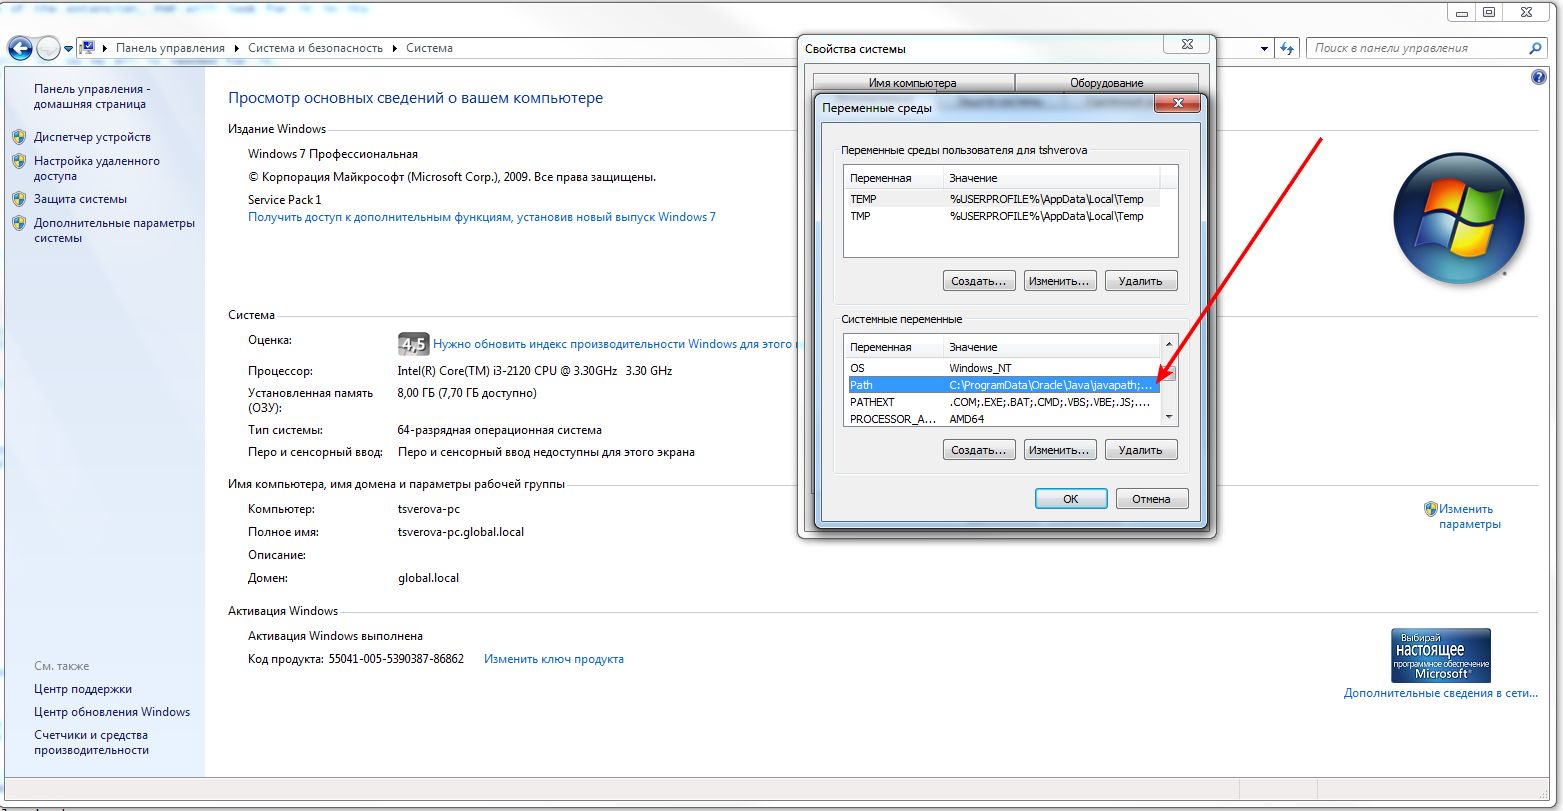 Панель управления
Система и безопасность
Система
Поиск в панели управления
Панель управления -
домашняя страница
Диспетчер устройств
Настройка удаленного
доступа
Защита системы
Дополнительные параметры
системы
См. также
Центр поддержки
Центр обновления Windows
Счетчики и средства
производительности
Просмотр основных сведений о вашем компьютере
Издание Windows
Windows 7 Профессиональная
© Корпорация Майкрософт (Microsoft Corp.), 2009. Все права защищены.
Service Pack 1
Получить доступ к дополнительным функциям, установив новый выпуск Windows 7
Система
Оценка:
4,5 Нужно обновить индекс производительности Windows для этого
Процессор: Intel(R) Core(TM) i3-2120 CPU @ 3.30GHz 3.30 GHz
Установленная память
(ОЗУ):
8,00 ГБ (7,70 ГБ доступно)
Тип системы: 64-разрядная операционная система
Перо и сенсорный ввод: Перо и сенсорный ввод недоступны для этого экрана
Имя компьютера, имя домена и параметры рабочей группы
Компьютер: tsverova-pc
Полное имя: tsverova-pc.global.local
Описание:
Домен: global.local
Изменить
параметры
Активация Windows
Активация Windows выполнена
Код продукта: 55041-005-5390387-86862 Изменить ключ продукта
Выбирай
настоящее
программное обеспечение
Microsoft
Дополнительные сведения в сети...
Свойства системы
Имя компьютера
Оборудование
Переменные среды
Переменные среды пользователя для tshverova
Переменная Значение
TEMP %USERPROFILE%\AppData\Local\Temp
TMP %USERPROFILE%\AppData\Local\Temp
Создать... Изменить... Удалить
Системные переменные
Переменная Значение
OS Windows_NT
Path C:\ProgramData\Oracle\Java\javapath;...
PATHEXT .COM;.EXE;.BAT;.CMD;.VBS;.VBE;.JS;....
PROCESSOR_A... AMD64
Создать... Изменить... Удалить
OK Отмена